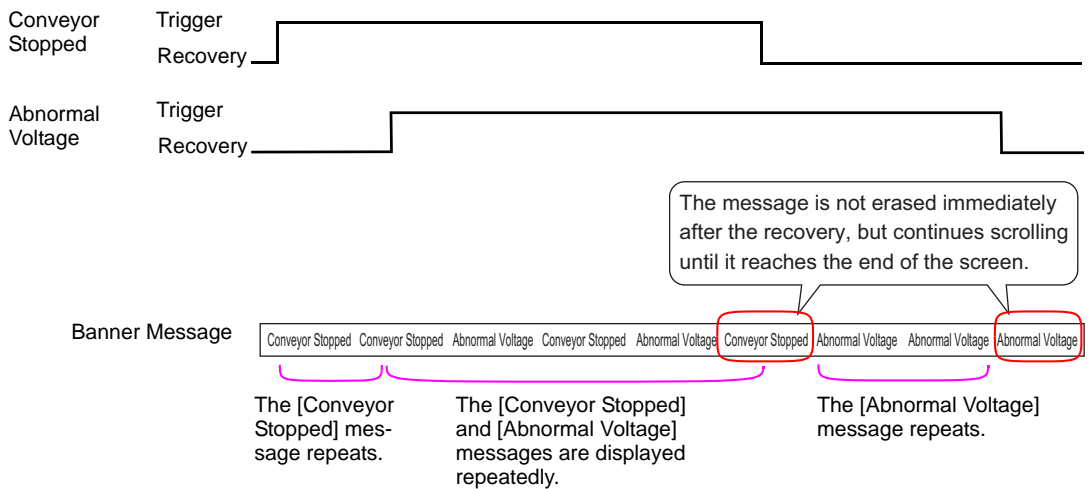 Conveyor
Stopped
Trigger
Recovery
Abnormal
Voltage
Trigger
Recovery
The message is not erased immediately
after the recovery, but continues scrolling
until it reaches the end of the screen.
Banner Message
Conveyor Stopped Conveyor Stopped Abnormal Voltage Conveyor Stopped Abnormal Voltage Conveyor Stopped Abnormal Voltage Abnormal Voltage Abnormal Voltage
The [Conveyor
Stopped] mes-
sage repeats.
The [Conveyor Stopped]
and [Abnormal Voltage]
messages are displayed
repeatedly.
The [Abnormal Voltage]
message repeats.